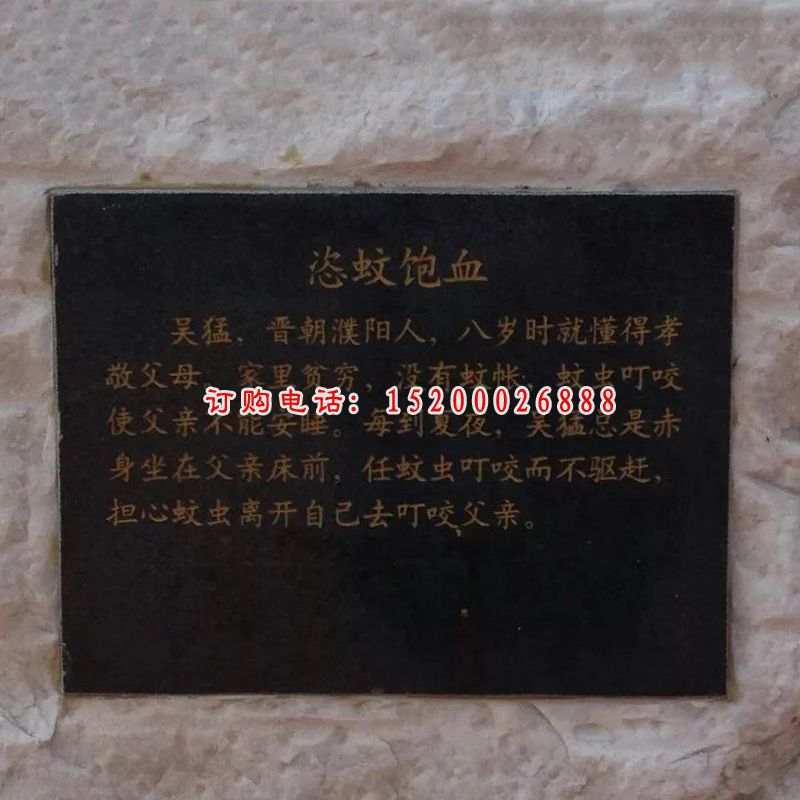 恣蚊饱血
吴猛，晋朝濮阳人，八岁时就懂得孝
敬父母。家里贫穷，没有蚊帐，蚊虫叮咬
订购电话：15200026888
使父亲不能安睡。每到夏夜，吴猛总是赤
身坐在父亲床前，任蚊虫叮咬而不驱赶，
担心蚊虫离开自己去叮咬父亲。